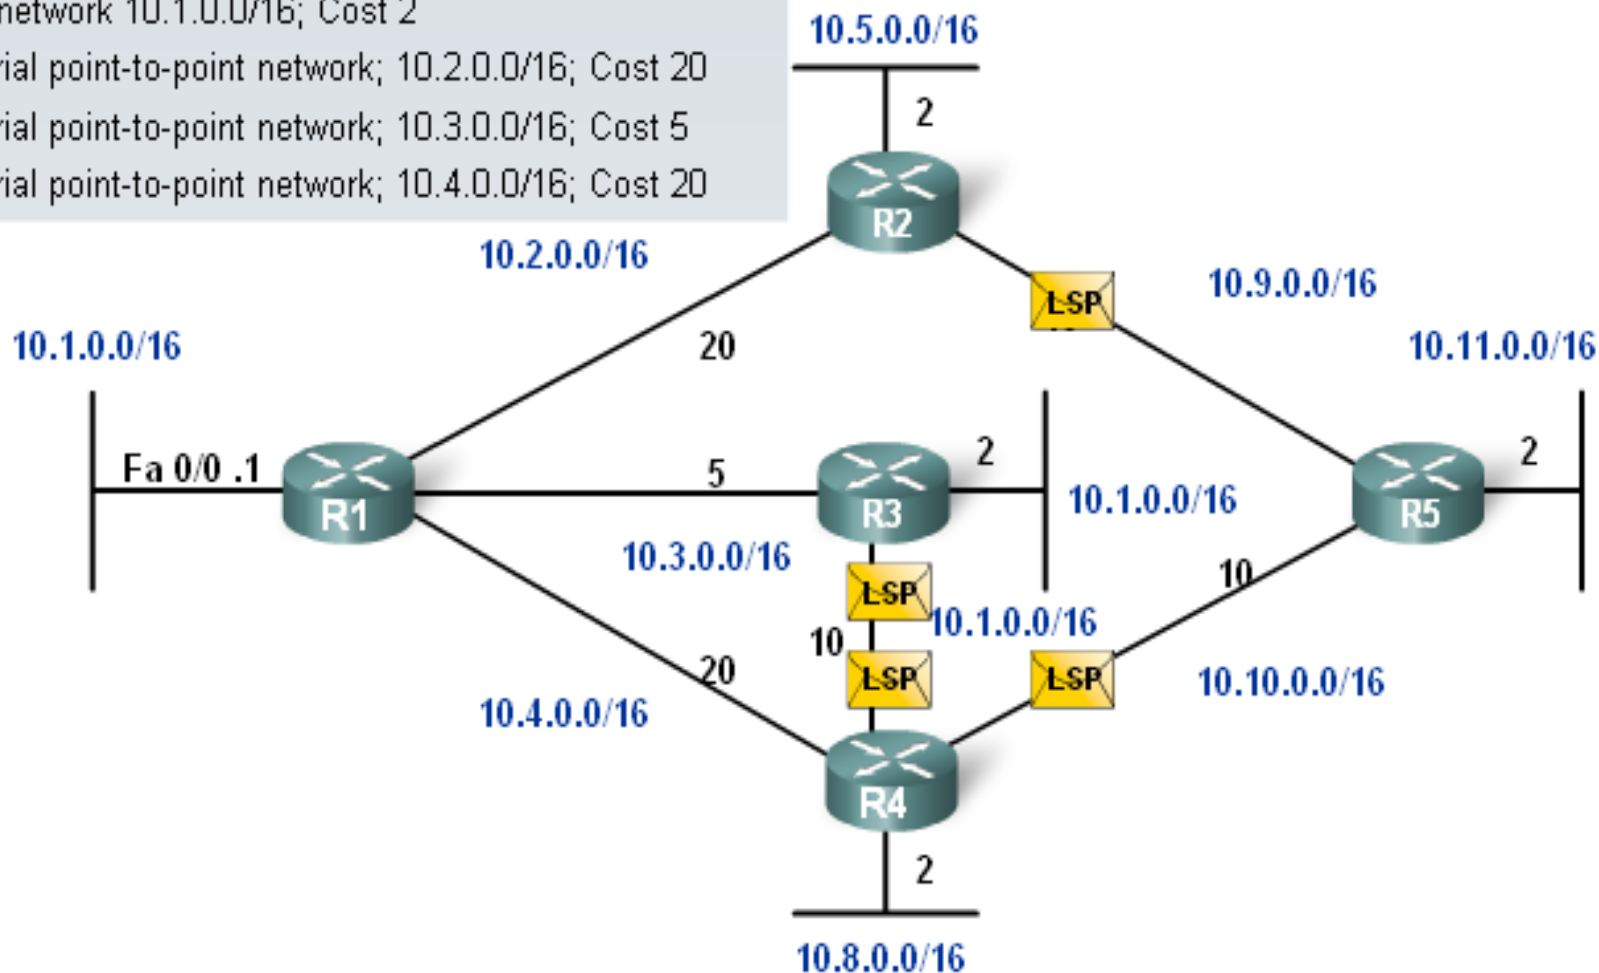 network 10.1.0.0/16; Cost 2
rial point-to-point network; 10.2.0.0/16; Cost 20
rial point-to-point network; 10.3.0.0/16; Cost 5
rial point-to-point network; 10.4.0.0/16; Cost 20
10.5.0.0/16
2
R2
10.2.0.0/16
LSP
10.9.0.0/16
20
10.1.0.0/16
10.11.0.0/16
Fa 0/0 .1
R1
5
R3
2
10.1.0.0/16
R5
2
10.3.0.0/16
LSP
10.1.0.0/16
10
10
LSP
LSP
10.10.0.0/16
20
10.4.0.0/16
R4
2
10.8.0.0/16